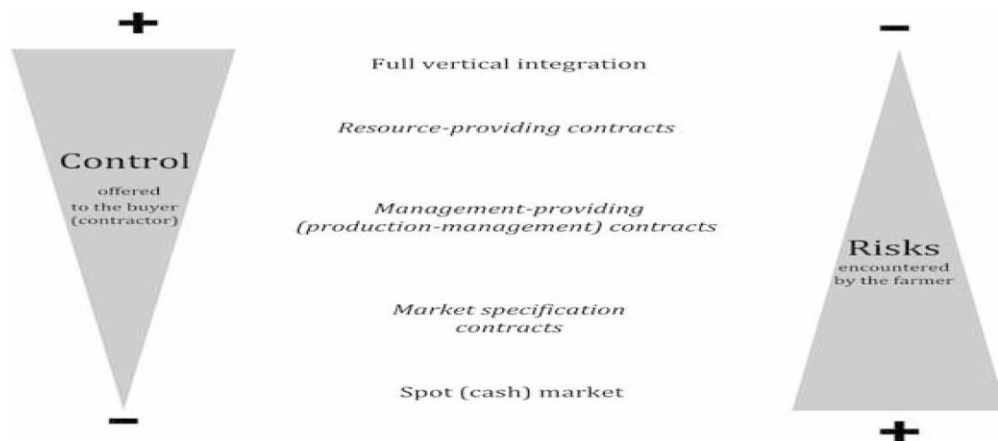 +
Control
offered
to the buyer
(contractor)
−
Full vertical integration
Resource-providing contracts
Management-providing
(production-management) contracts
Market specification
contracts
Spot (cash) market
−
Risks
encountered
by the farmer
+